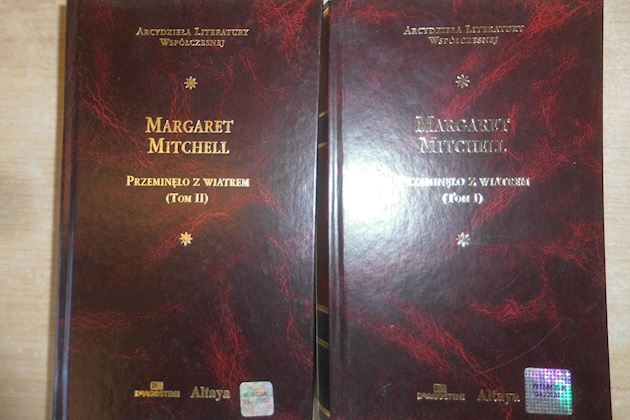 Arcydzieła Literatury
Współczesnej
Margaret
Mitchell
Przeminęło z wiatrem
(Tom II)
DeAgostini Altaya
Arcydzieła Literatury
Współczesnej
Margaret
Mitchell
Przeminęło z wiatrem
(Tom I)
DeAgostini Altaya